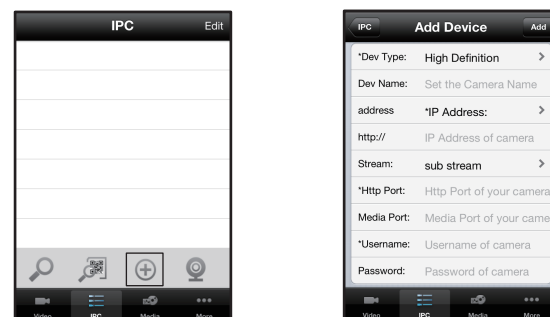 IPC Edit
Video IPC Media More
IPC Add Device Add
*Dev Type: High Definition >
Dev Name: Set the Camera Name
address *IP Address: >
http:// IP Address of camera
Stream: sub stream >
*Http Port: Http Port of your camera
Media Port: Media Port of your came
*Username: Username of camera
Password: Password of camera
Video IPC Media More